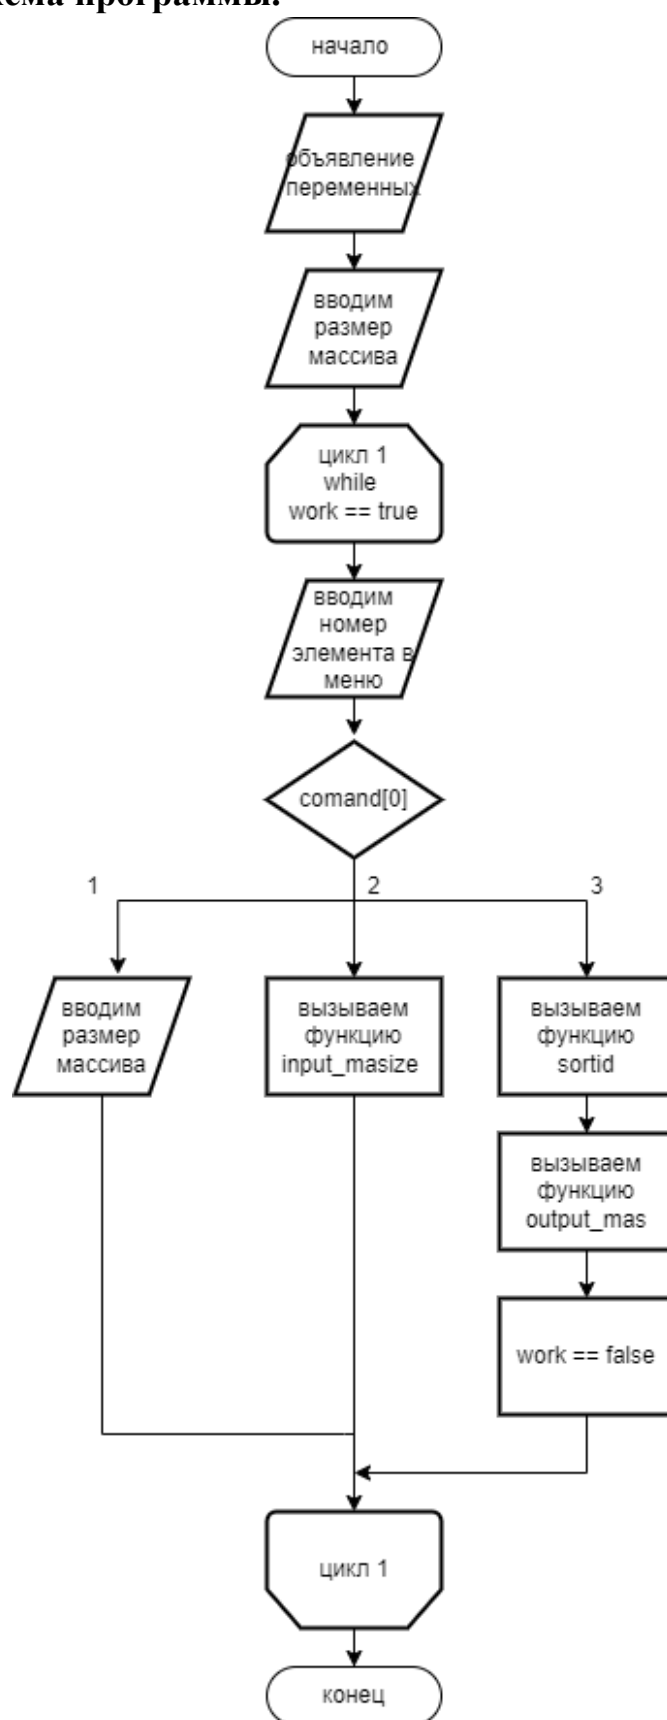 программы.
начало
объявление
переменных
вводим
размер
массива
цикл 1
while
work == true
вводим
номер
элемента в
меню
comand[0]
1
2
3
вводим
размер
массива
вызываем
функцию
input_masize
вызываем
функцию
sortid
вызываем
функцию
output_mas
work == false
цикл 1
конец